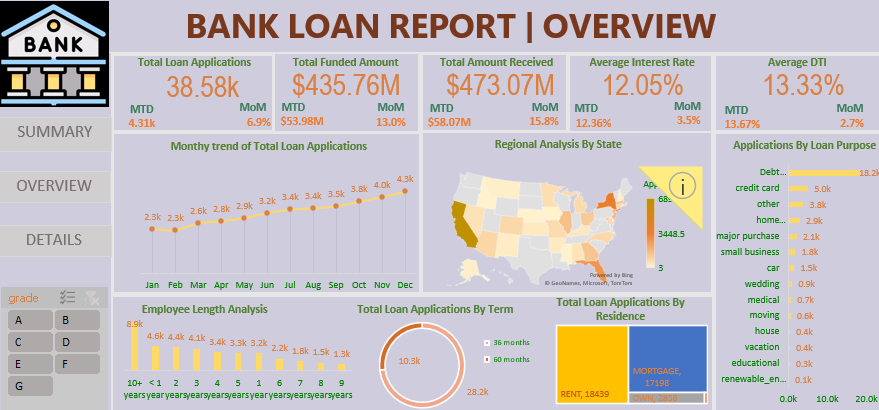 BANK
BANK LOAN REPORT | OVERVIEW
Total Loan Applications
38.58k
MTD MoM
4.31k 6.9%
Total Funded Amount
$435.76M
MTD MoM
$53.98M 13.0%
Total Amount Received
$473.07M
MTD MoM
$58.07M 15.8%
Average Interest Rate
12.05%
MTD MoM
12.36% 3.5%
Average DTI
13.33%
MTD MoM
13.67% 2.7%
SUMMARY
OVERVIEW
DETAILS
grade
A B
C D
E F
G
Monthy trend of Total Loan Applications
2.3k 2.3k 2.6k 2.8k 2.9k 3.2k 3.4k 3.4k 3.5k 3.8k 4.0k 4.3k
Jan Feb Mar Apr May Jun Jul Aug Sep Oct Nov Dec
Regional Analysis By State
i
3448.5
3
Powered by Bing
© GeoNames, Microsoft, TomTom
Applications By Loan Purpose
Debt... 18.2k
credit card 5.0k
other 3.8k
home... 2.9k
major purchase 2.1k
small business 1.8k
car 1.5k
wedding 0.9k
medical 0.7k
moving 0.6k
house 0.4k
vacation 0.4k
educational 0.3k
renewable_en... 0.1k
0.0k 10.0k 20.0k
Employee Length Analysis
8.9k 4.6k 4.4k 4.1k 3.4k 3.3k 3.2k 2.2k 1.8k 1.5k 1.3k
10+ < 1 2 3 4 5 1 6 7 8 9
years year years years years years year years years years years
Total Loan Applications By Term
10.3k
28.2k
36 months
60 months
Total Loan Applications By
Residence
RENT, 18439
MORTGAGE,
17198
OWN, 2838